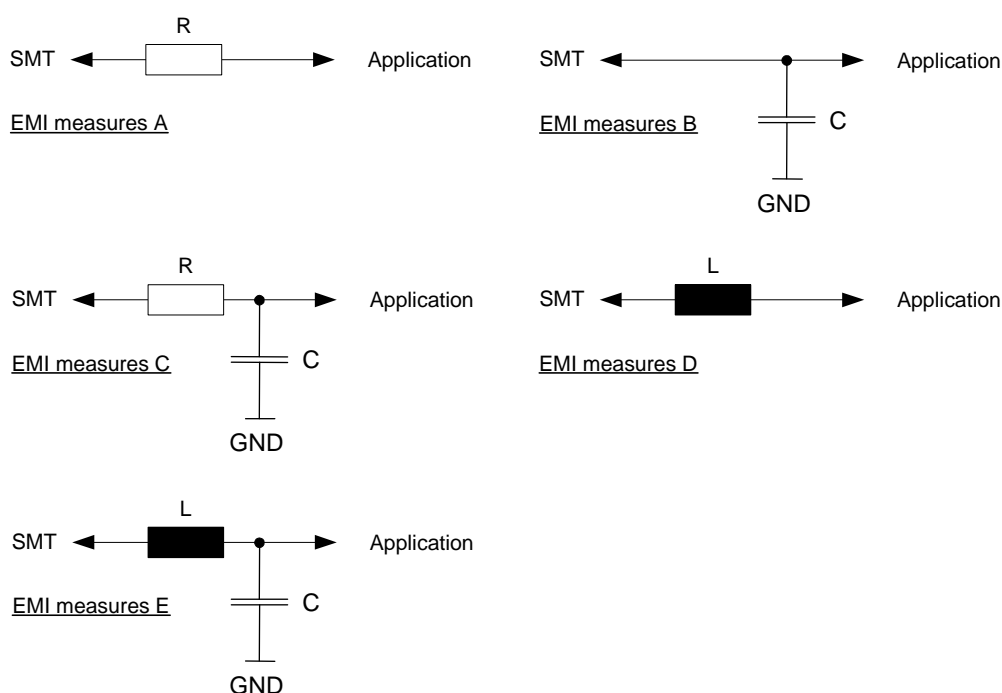 R
SMT Application
EMI measures A
SMT Application
EMI measures B
C
GND
R
SMT Application
EMI measures C
C
GND
L
SMT Application
EMI measures D
L
SMT Application
EMI measures E
C
GND